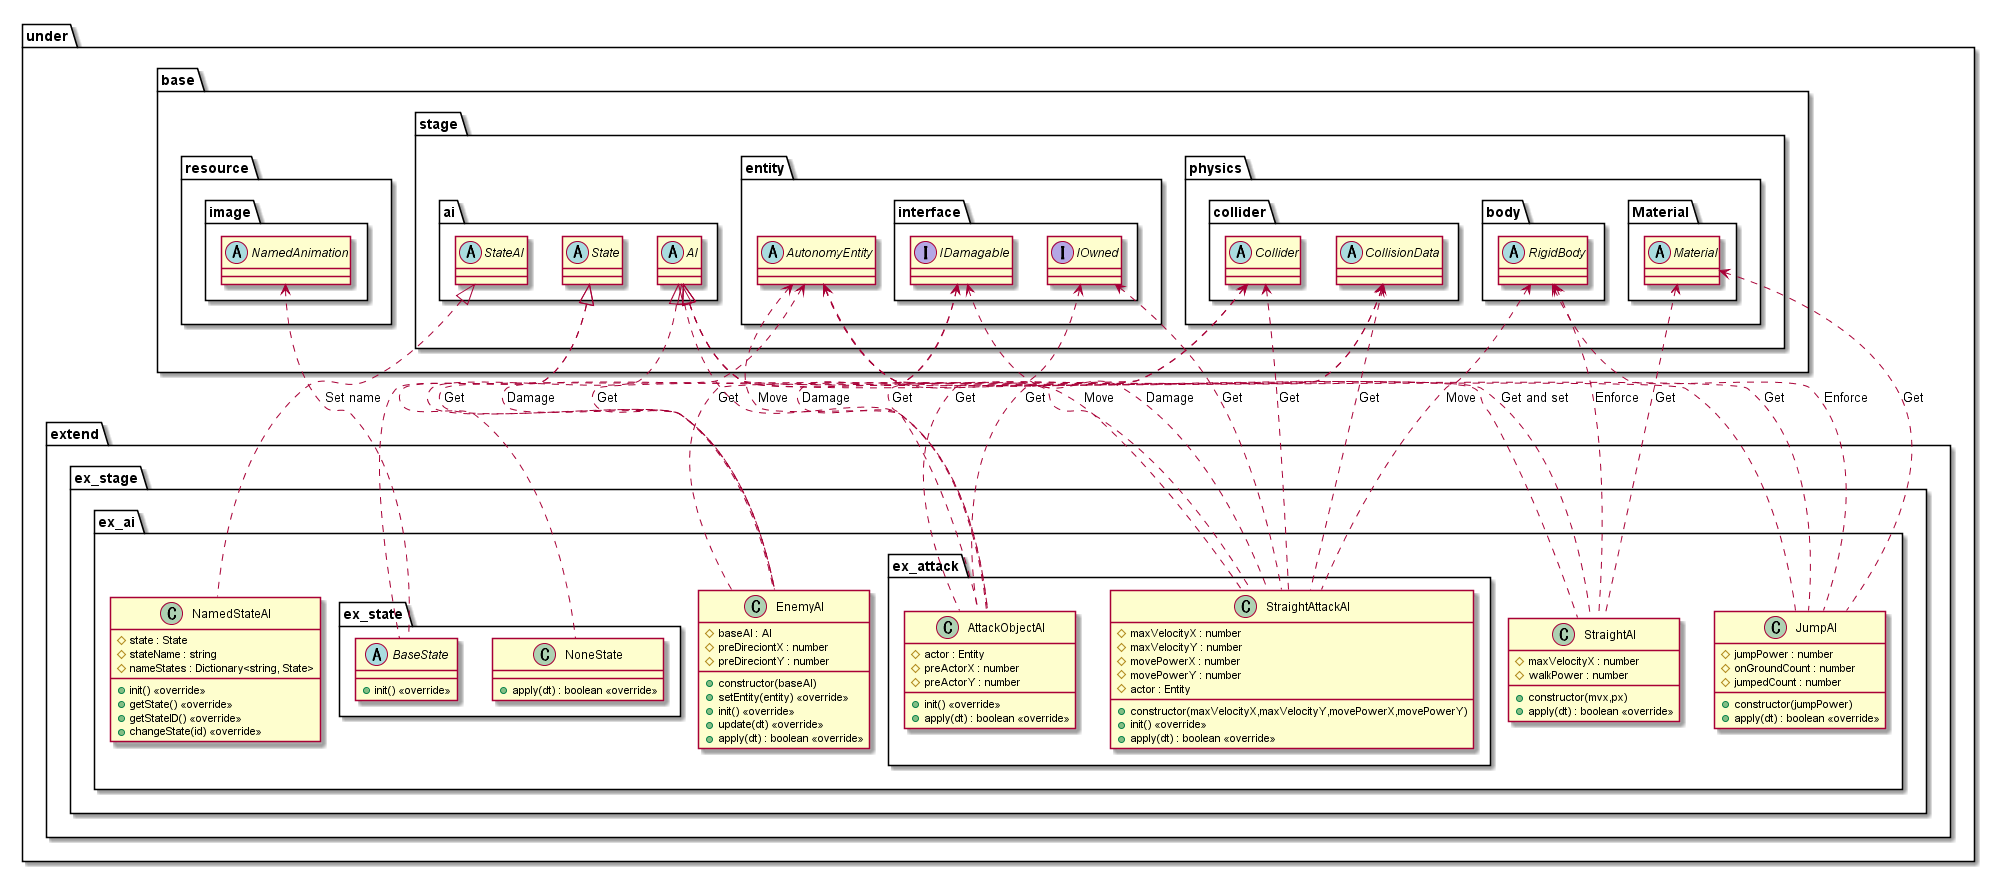 under
base
stage
resource
entity
physics
image
ai
interface
collider
body
Material
A NamedAnimation
A StateAI
A State
A AI
A AutonomyEntity
I IDamagable
I IOwned
A Collider
A CollisionData
A RigidBody
A Material
Set name
Get
Damage
Get
Get
Move
Damage
Get
Get
Get
Move
Damage
Get
Get
Get
Move
Get and set
Enforce
Get
Get
Enforce
Get
extend
ex_stage
ex_ai
ex_attack
ex_state
C NamedStateAI
state : State
stateName : string
nameStates : Dictionary<string, State>
init() «override»
getState() «override»
getStateID() «override»
changeState(id) «override»
A BaseState
init() «override»
C NoneState
apply(dt) : boolean «override»
C EnemyAI
baseAI : AI
preDireciontX : number
preDireciontY : number
constructor(baseAI)
setEntity(entity) «override»
init() «override»
update(dt) «override»
apply(dt) : boolean «override»
C AttackObjectAI
actor : Entity
preActorX : number
preActorY : number
init() «override»
apply(dt) : boolean «override»
C StraightAttackAI
maxVelocityX : number
maxVelocityY : number
movePowerX : number
movePowerY : number
actor : Entity
constructor(maxVelocityX,maxVelocityY,movePowerX,movePowerY)
init() «override»
apply(dt) : boolean «override»
C StraightAI
maxVelocityX : number
walkPower : number
constructor(mvx,px)
apply(dt) : boolean «override»
C JumpAI
jumpPower : number
onGroundCount : number
jumpedCount : number
constructor(jumpPower)
apply(dt) : boolean «override»